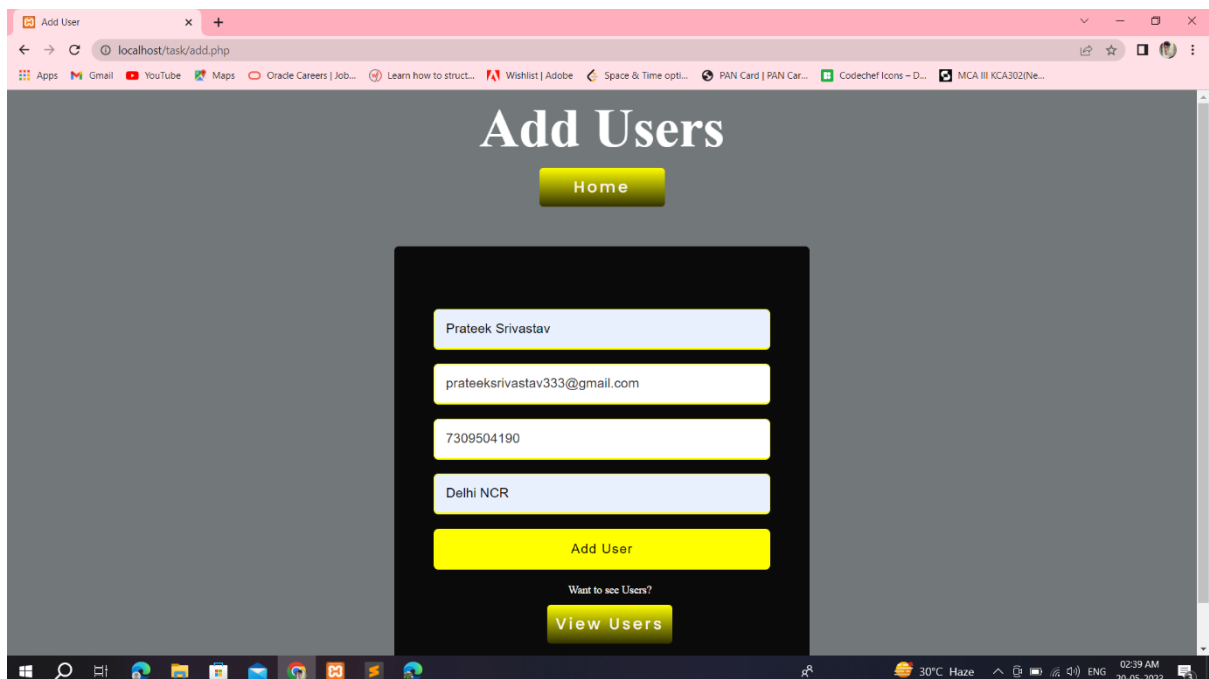 Add User
localhost/task/add.php
Apps Gmail YouTube Maps Oracle Careers | Job... Learn how to struct... Wishlist | Adobe Space & Time opti... PAN Card | PAN Car... Codechef Icons – D... MCA III KCA302(Ne...
Add Users
Home
Prateek Srivastav
prateeksrivastav333@gmail.com
7309504190
Delhi NCR
Add User
Want to see Users?
View Users
30°C Haze ENG 02:39 AM